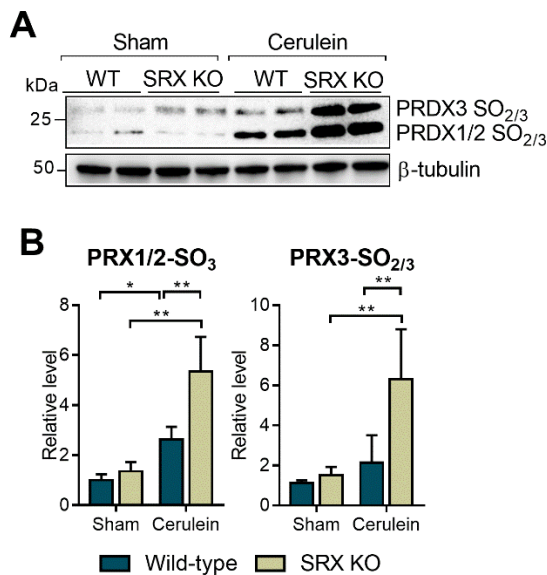 A
Sham Cerulein
WT SRX KO WT SRX KO
kDa
25
PRDX3 SO2/3
PRDX1/2 SO2/3
50
β-tubulin
B
PRX1/2-SO3 PRX3-SO2/3
* ** **
** **
8 10
6 8
4 6
2 4
0 2
0
Relative level Relative level
Sham Cerulein Sham Cerulein
Wild-type SRX KO